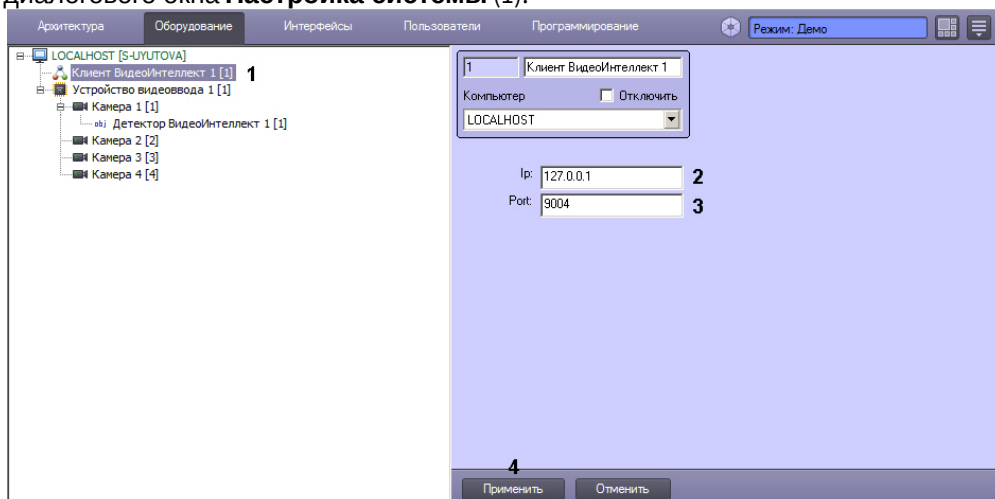 диалогового окна Настройка системы (1).
Архитектура Оборудование Интерфейсы Пользователи Программирование Режим: Демо
LOCALHOST [S-UYUTOVA]
Клиент ВидеоИнтеллект 1 [1] 1
Устройство видеоввода 1 [1]
Камера 1 [1]
obj Детектор ВидеоИнтеллект 1 [1]
Камера 2 [2]
Камера 3 [3]
Камера 4 [4]
1 Клиент ВидеоИнтеллект 1
Компьютер Отключить
LOCALHOST
Ip: 127.0.0.1 2
Port: 9004 3
4
Применить Отменить